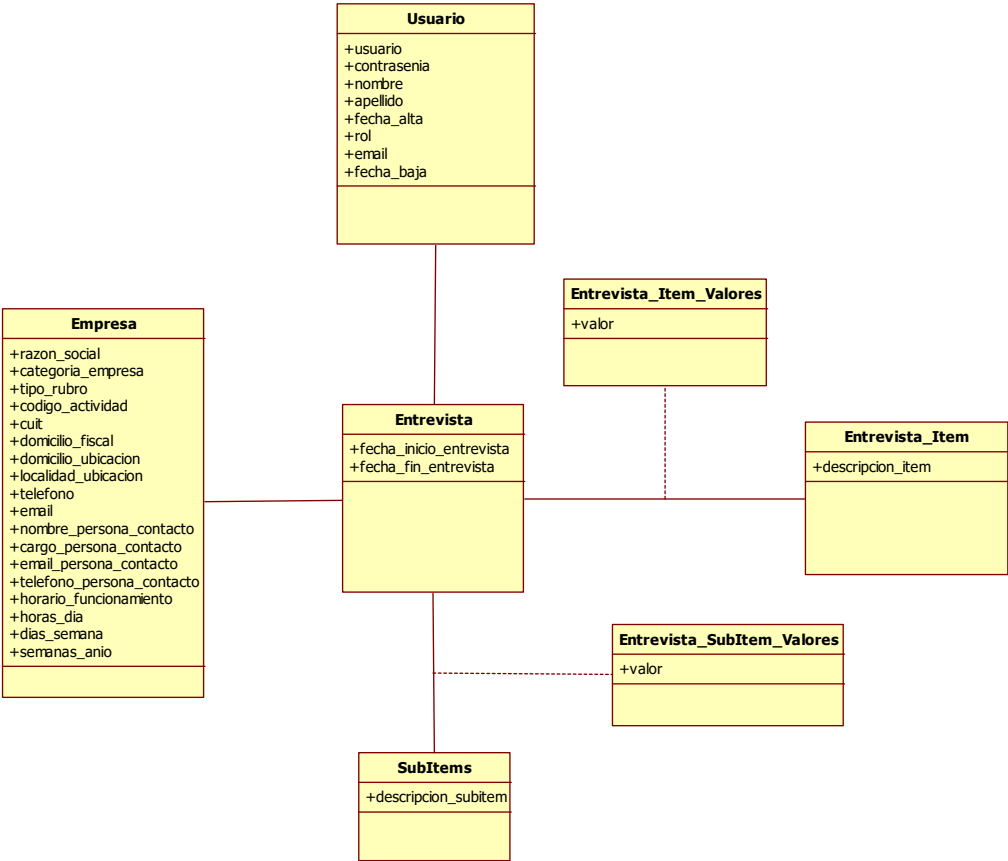 Usuario
+usuario
+contrasenia
+nombre
+apellido
+fecha_alta
+rol
+email
+fecha_baja
Entrevista_Item_Valores
+valor
Empresa
+razon_social
+categoria_empresa
+tipo_rubro
+codigo_actividad
+cuit
+domicilio_fiscal
+domicilio_ubicacion
+localidad_ubicacion
+telefono
+email
+nombre_persona_contacto
+cargo_persona_contacto
+email_persona_contacto
+telefono_persona_contacto
+horario_funcionamiento
+horas_dia
+dias_semana
+semanas_anio
Entrevista
+fecha_inicio_entrevista
+fecha_fin_entrevista
Entrevista_Item
+descripcion_item
Entrevista_SubItem_Valores
+valor
SubItems
+descripcion_subitem